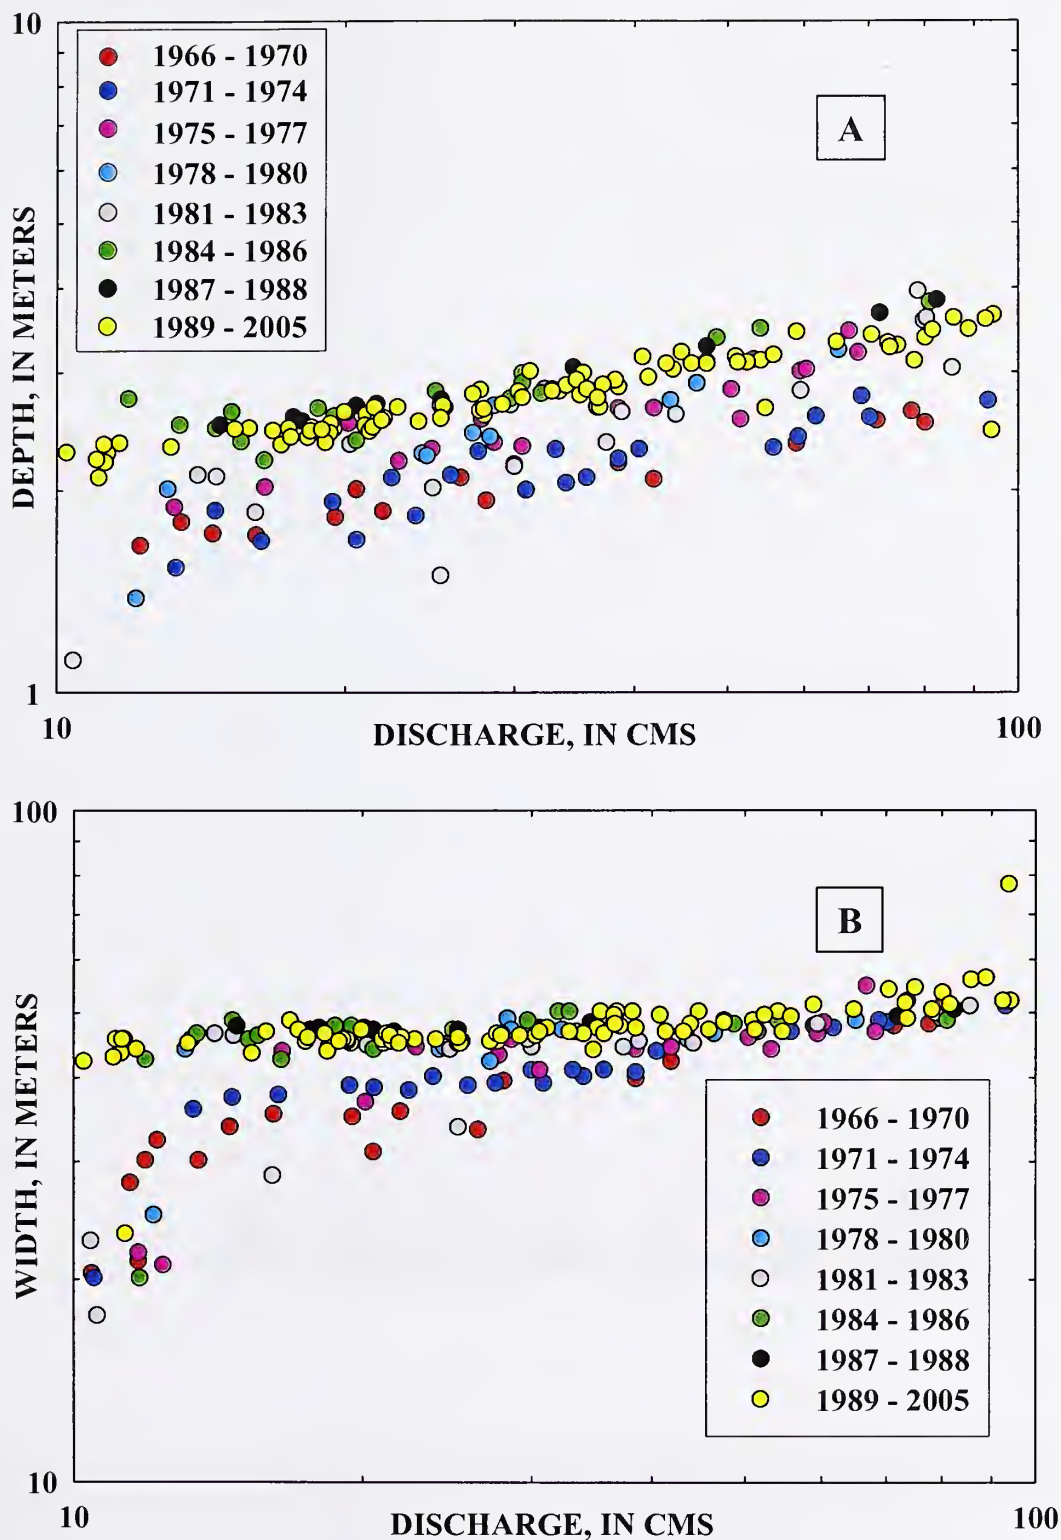 10
1966 - 1970
1971 - 1974
1975 - 1977
1978 - 1980
1981 - 1983
1984 - 1986
1987 - 1988
1989 - 2005
A
DEPTH, IN METERS
1
10
100
DISCHARGE, IN CMS
100
B
WIDTH, IN METERS
1966 - 1970
1971 - 1974
1975 - 1977
1978 - 1980
1981 - 1983
1984 - 1986
1987 - 1988
1989 - 2005
10
10
100
DISCHARGE, IN CMS